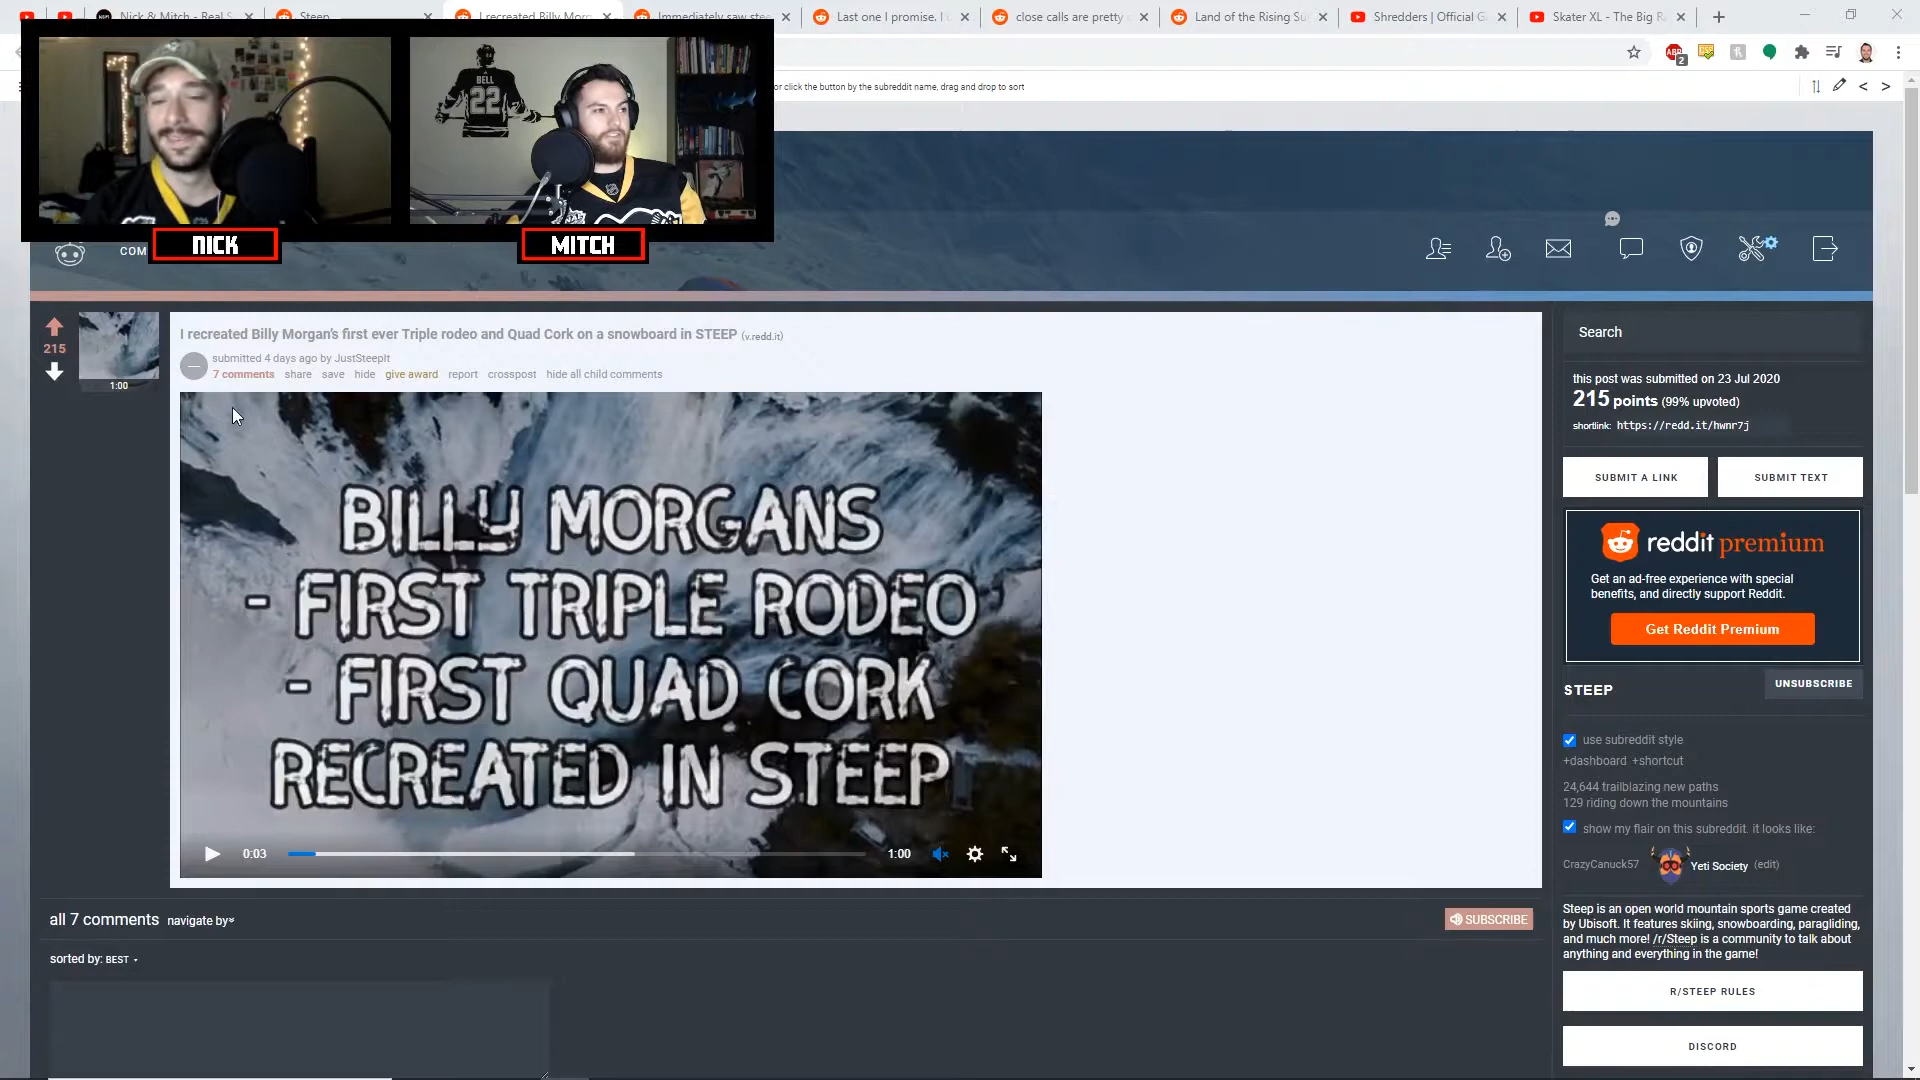 Nick & Mitch - Real S
Steep
I recreated Billy Morg
Immediately saw stee
Last one I promise. I
close calls are pretty
Land of the Rising Su
Shredders | Official G
Skater XL - The Big R
ABP
2
or click the button by the subreddit name, drag and drop to sort
BELL
22
NICK
MITCH
COM
215
1:00
I recreated Billy Morgan's first ever Triple rodeo and Quad Cork on a snowboard in STEEP (v.redd.it)
submitted 4 days ago by JustSteepIt
7 comments share save hide give award report crosspost hide all child comments
BILLY MORGANS
- FIRST TRIPLE RODEO
- FIRST QUAD CORK
RECREATED IN STEEP
0:03
1:00
all 7 comments navigate by
SUBSCRIBE
sorted by: BEST
Search
this post was submitted on 23 Jul 2020
215 points (99% upvoted)
shortlink: https://redd.it/hwnr7j
SUBMIT A LINK
SUBMIT TEXT
reddit premium
Get an ad-free experience with special
benefits, and directly support Reddit.
Get Reddit Premium
STEEP
UNSUBSCRIBE
use subreddit style
+dashboard +shortcut
24,644 trailblazing new paths
129 riding down the mountains
show my flair on this subreddit. it looks like:
CrazyCanuck57 Yeti Society (edit)
Steep is an open world mountain sports game created
by Ubisoft. It features skiing, snowboarding, paragliding,
and much more! /r/Steep is a community to talk about
anything and everything in the game!
R/STEEP RULES
DISCORD